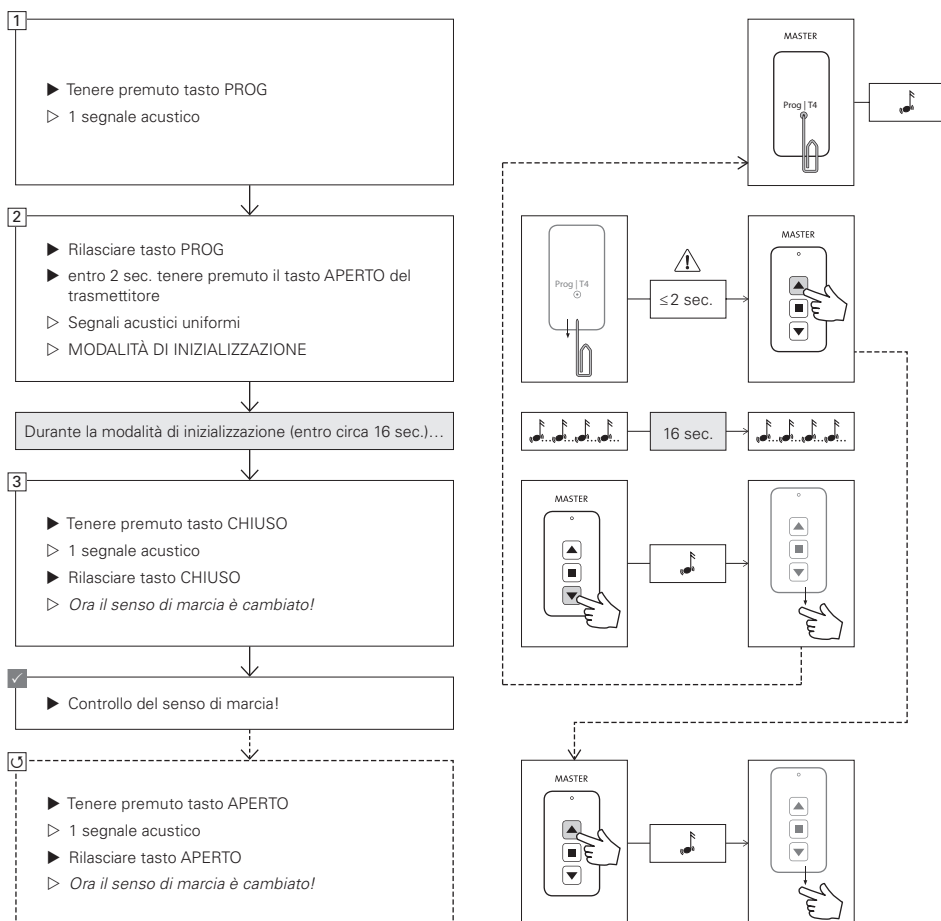 1
▶ Tenere premuto tasto PROG
▷ 1 segnale acustico
MASTER
Prog | T4
2
▶ Rilasciare tasto PROG
▶ entro 2 sec. tenere premuto il tasto APERTO del
trasmettitore
▷ Segnali acustici uniformi
▷ MODALITÀ DI INIZIALIZZAZIONE
Prog | T4
≤2 sec.
MASTER
Durante la modalità di inizializzazione (entro circa 16 sec.)…
16 sec.
3
▶ Tenere premuto tasto CHIUSO
▷ 1 segnale acustico
▶ Rilasciare tasto CHIUSO
▷ Ora il senso di marcia è cambiato!
MASTER
▶ Controllo del senso di marcia!
▶ Tenere premuto tasto APERTO
▷ 1 segnale acustico
▶ Rilasciare tasto APERTO
▷ Ora il senso di marcia è cambiato!
MASTER